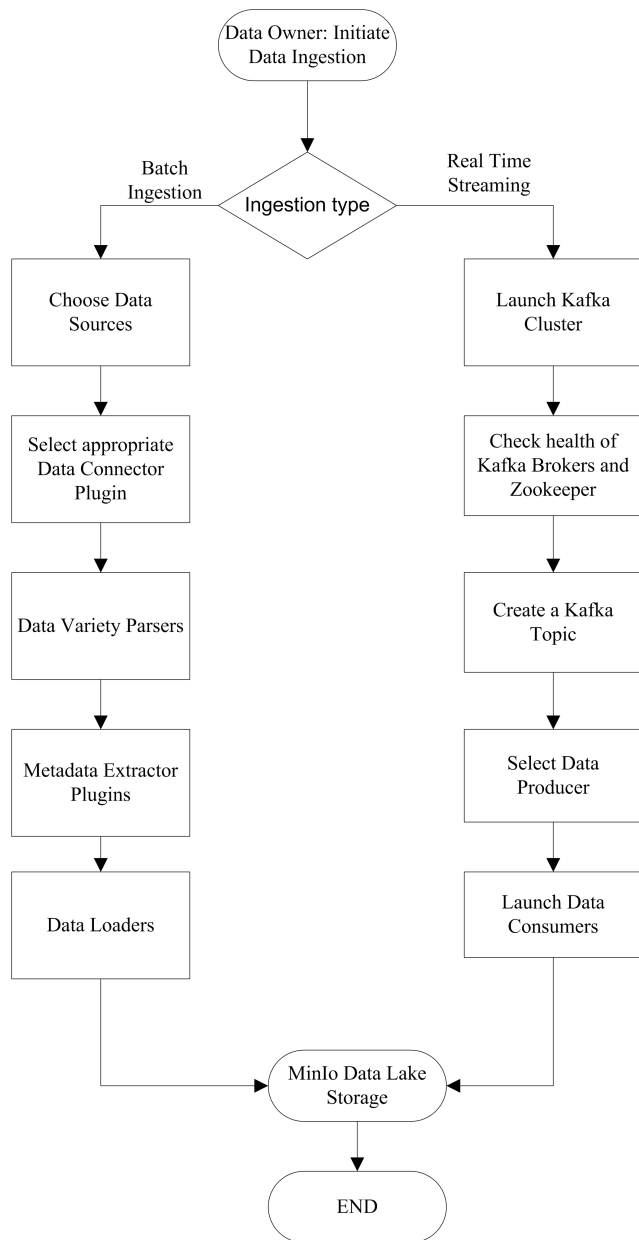 Data Owner: Initiate
Data Ingestion
Batch
Ingestion
Real Time
Streaming
Ingestion type
Choose Data
Sources
Launch Kafka
Cluster
Select appropriate
Data Connector
Plugin
Check health of
Kafka Brokers and
Zookeeper
Data Variety Parsers
Create a Kafka
Topic
Metadata Extractor
Plugins
Select Data
Producer
Data Loaders
Launch Data
Consumers
MinIo Data Lake
Storage
END